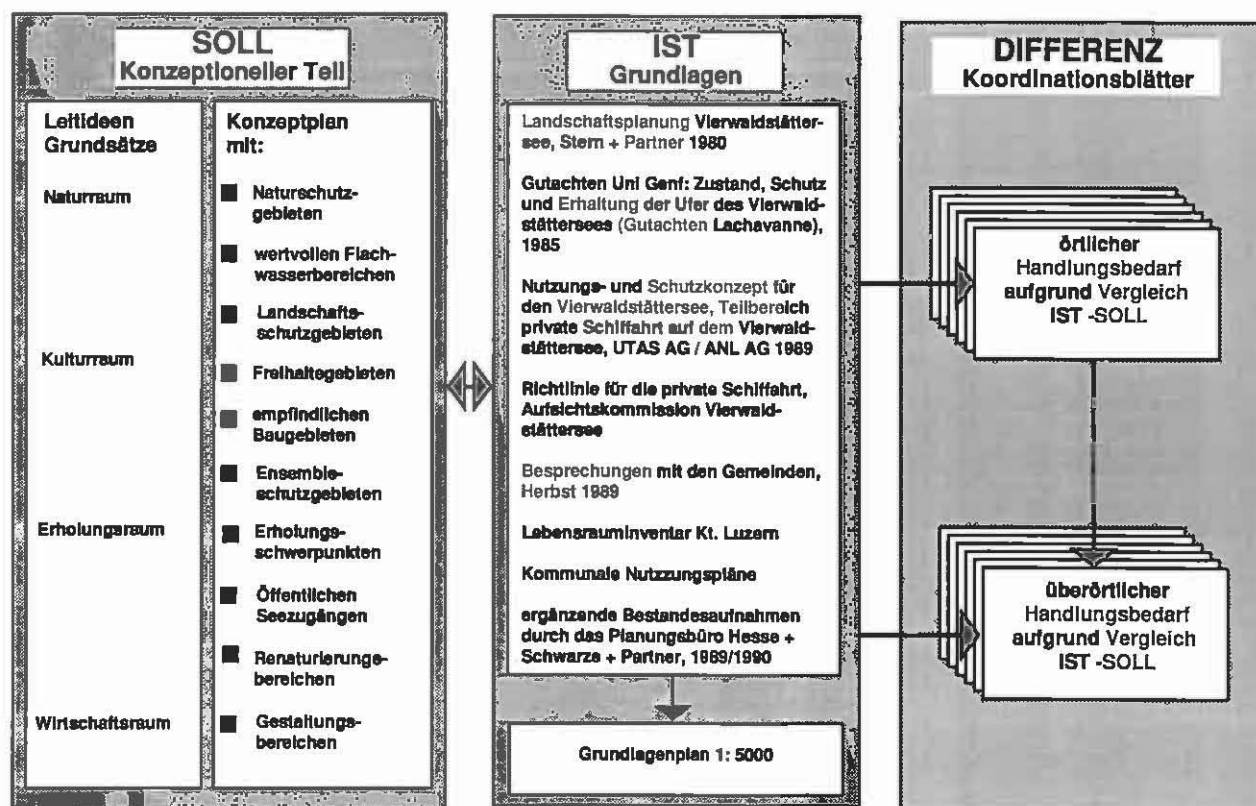 SOLL
Konzeptioneller Teil
Leitideen
Grundsätze
Naturraum
Kulturraum
Erholungsraum
Wirtschaftsraum
Konzeptplan
mit:
Naturschutz-
gebieten
wertvollen Flach-
wasserbereichen
Landschafts-
schutzgebieten
Freihaltegebieten
empfindlichen
Baugebieten
Ensemble-
schutzgebieten
Erholungs-
schwerpunkten
Öffentlichen
Seezugängen
Renaturierungs-
bereichen
Gestaltungs-
bereichen
IST
Grundlagen
Landschaftsplanung Vierwaldstätter-
see, Stern + Partner 1980
Gutachten Uni Genf: Zustand, Schutz
und Erhaltung der Ufer des Vierwald-
stättersees (Gutachten Lachavanne),
1985
Nutzungs- und Schutzkonzept für
den Vierwaldstättersee, Teilbereich
private Schiffahrt auf dem Vierwald-
stättersee, UTAS AG / ANL AG 1989
Richtlinie für die private Schiffahrt,
Aufsichtskommission Vierwald-
stättersee
Besprechungen mit den Gemeinden,
Herbst 1989
Lebensrauminventar Kt. Luzern
Kommunale Nutzzungspläne
ergänzende Bestandesaufnahmen
durch das Planungsbüro Hesse +
Schwarze + Partner, 1989/1990
Grundlagenplan 1: 5000
DIFFERENZ
Koordinationsblätter
örtlicher
Handlungsbedarf
aufgrund Vergleich
IST -SOLL
überörtlicher
Handlungsbedarf
aufgrund Vergleich
IST -SOLL